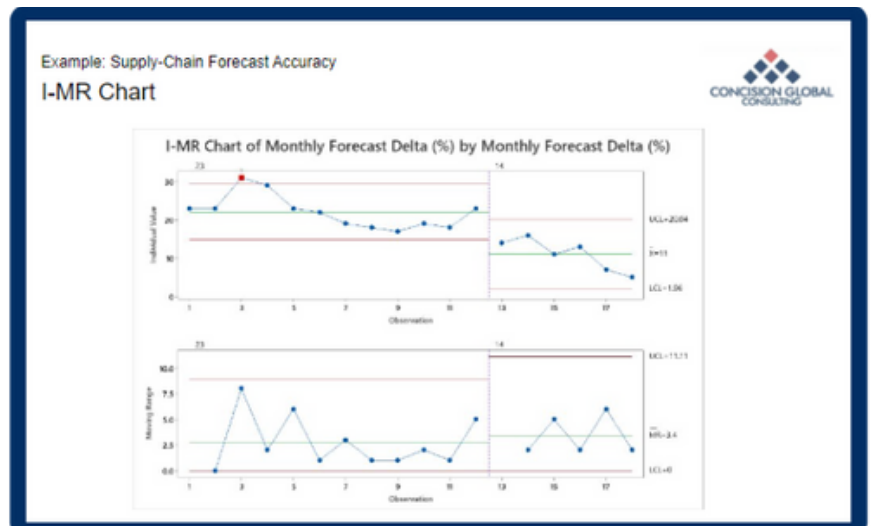 Example: Supply-Chain Forecast Accuracy
I-MR Chart
CONCISION GLOBAL
CONSULTING
I-MR Chart of Monthly Forecast Delta (%) by Monthly Forecast Delta (%)
23 14
30
20
10
0
Individual Value
UCL=20.04
X̄=11
LCL=1.96
1 3 5 7 9 11 13 15 17
Observation
23 14
10.0
7.5
5.0
2.5
0.0
Moving Range
UCL=11.11
M̄R̄=3.4
LCL=0
1 3 5 7 9 11 13 15 17
Observation